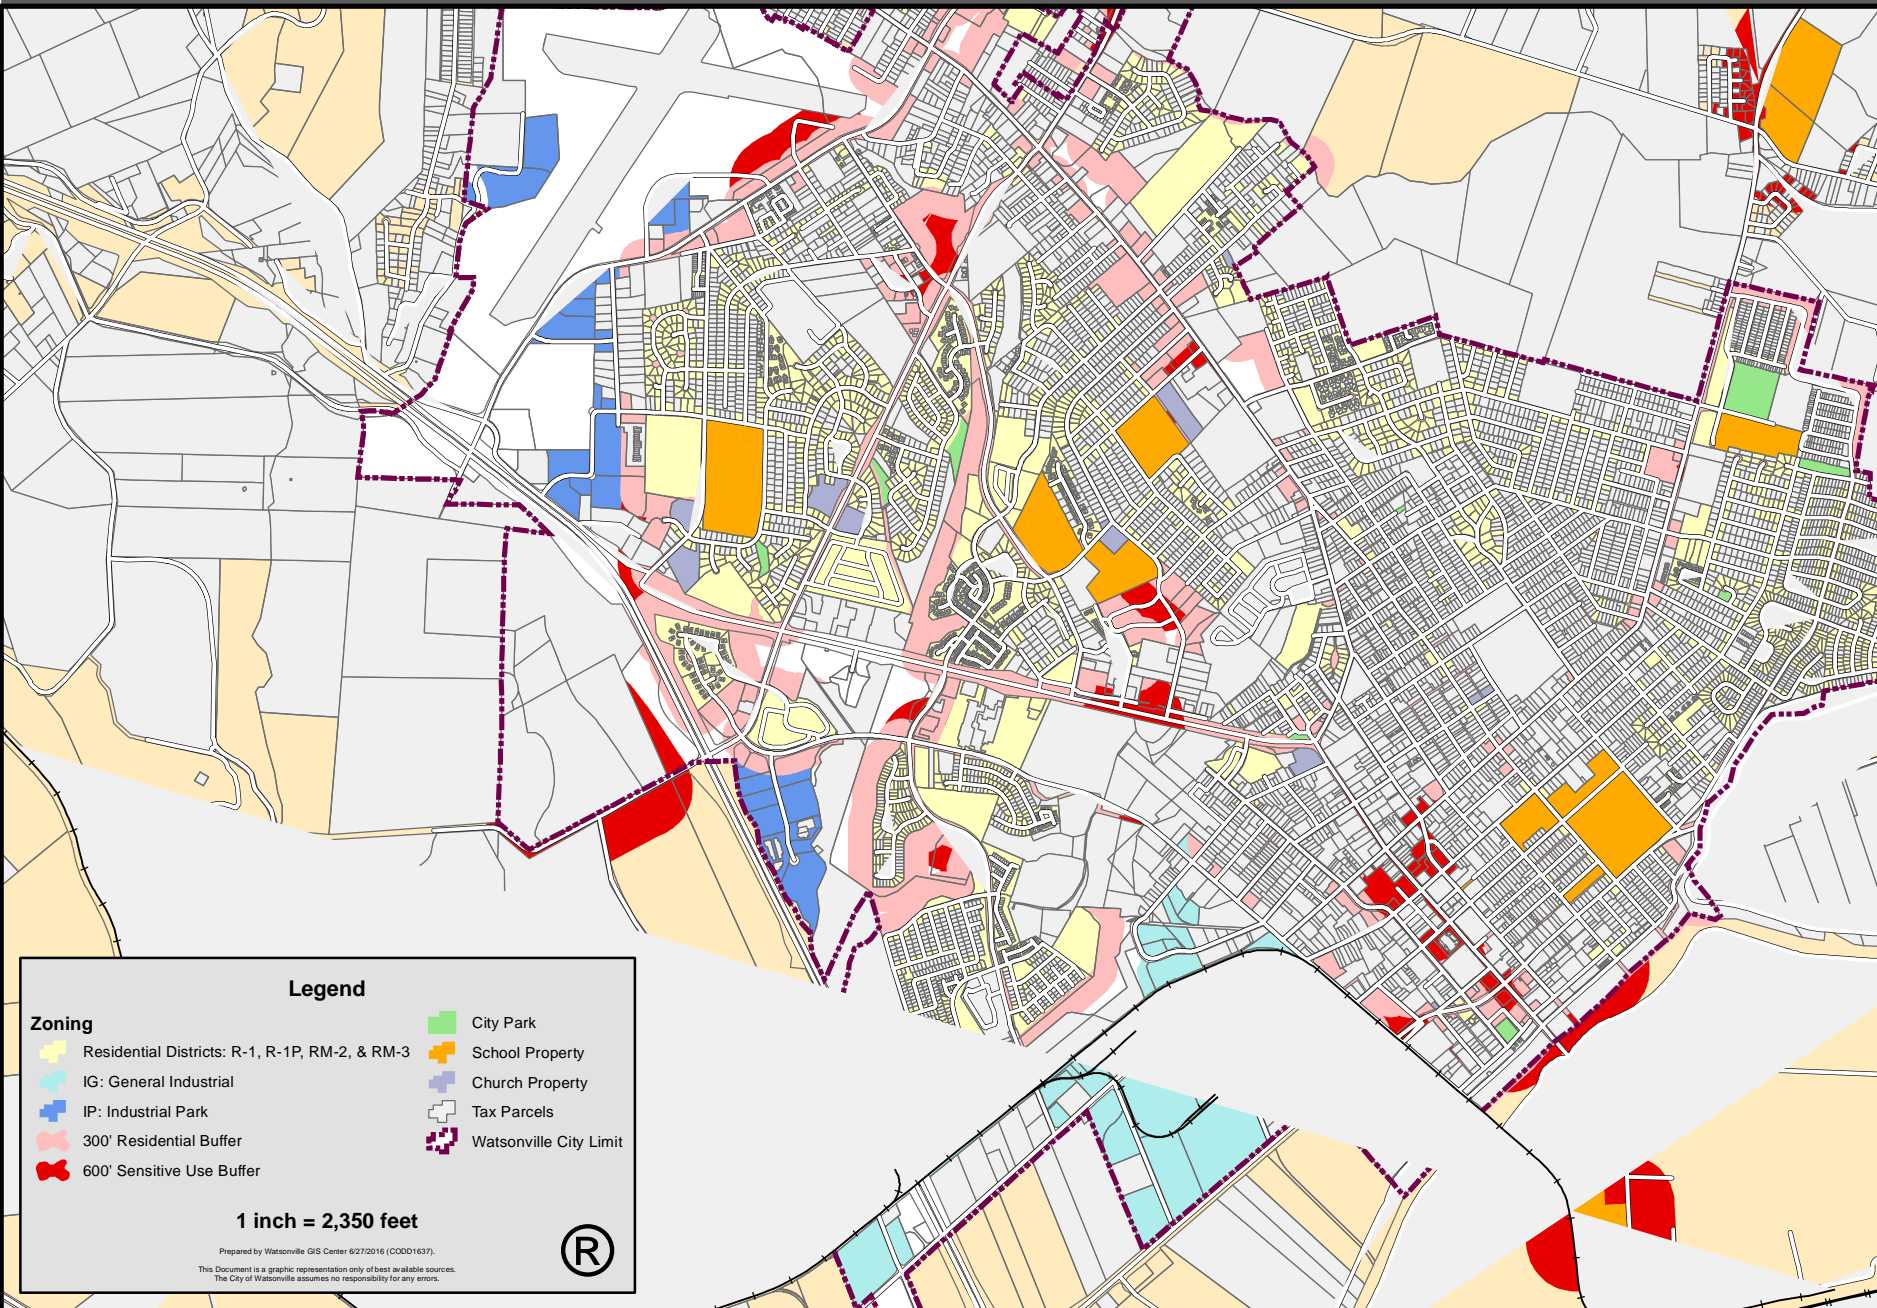 Legend
Zoning
Residential Districts: R-1, R-1P, RM-2, & RM-3
IG: General Industrial
IP: Industrial Park
300' Residential Buffer
600' Sensitive Use Buffer
City Park
School Property
Church Property
Tax Parcels
Watsonville City Limit
1 inch = 2,350 feet
Prepared by Watsonville GIS Center 6/27/2016 (CODD1637).
This Document is a graphic representation only of best available sources.
The City of Watsonville assumes no responsibility for any errors.
®